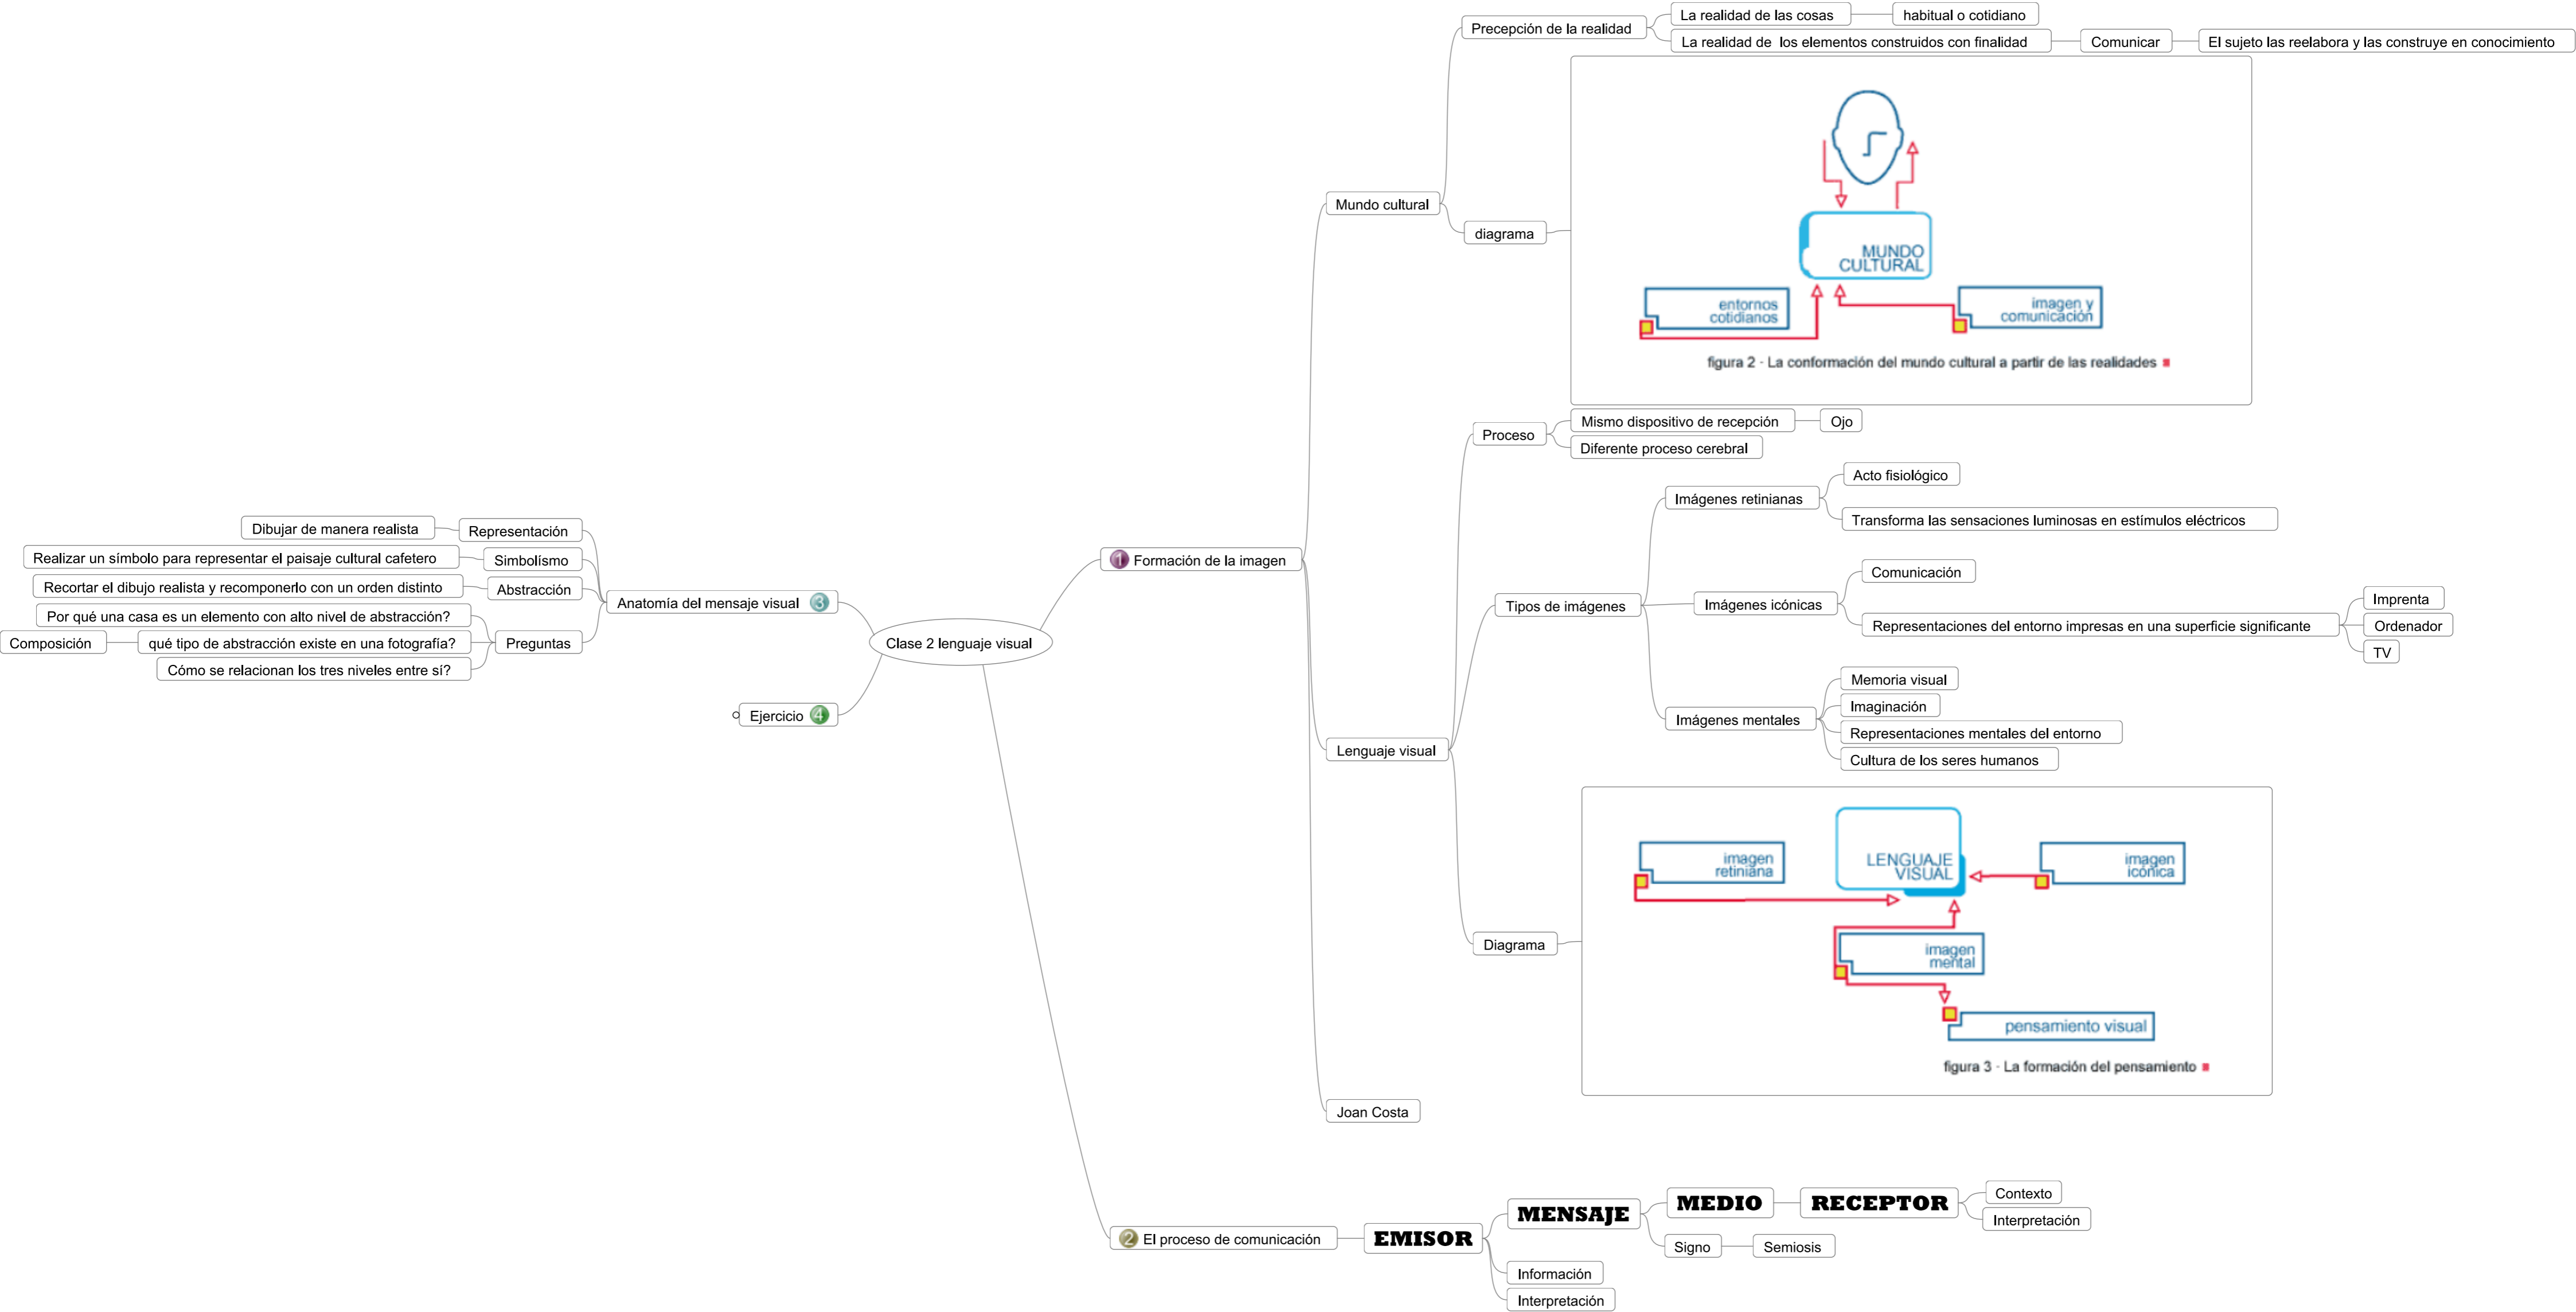 Clase 2 lenguaje visual
1 Formación de la imagen
Mundo cultural
Precepción de la realidad
La realidad de las cosas
habitual o cotidiano
La realidad de  los elementos construidos con finalidad
Comunicar
El sujeto las reelabora y las construye en conocimiento
diagrama
MUNDO
CULTURAL
entornos
cotidianos
imagen y
comunicación
figura 2 · La conformación del mundo cultural a partir de las realidades
Lenguaje visual
Proceso
Mismo dispositivo de recepción
Ojo
Diferente proceso cerebral
Tipos de imágenes
Imágenes retinianas
Acto fisiológico
Transforma las sensaciones luminosas en estímulos eléctricos
Imágenes icónicas
Comunicación
Representaciones del entorno impresas en una superficie significante
Imprenta
Ordenador
TV
Imágenes mentales
Memoria visual
Imaginación
Representaciones mentales del entorno
Cultura de los seres humanos
Diagrama
LENGUAJE
VISUAL
imagen
retiniana
imagen
icónica
imagen
mental
pensamiento visual
figura 3 · La formación del pensamiento
Joan Costa
2 El proceso de comunicación
EMISOR
MENSAJE
MEDIO
RECEPTOR
Contexto
Interpretación
Signo
Semiosis
Información
Interpretación
Anatomía del mensaje visual 3
Representación
Dibujar de manera realista
Simbolísmo
Realizar un símbolo para representar el paisaje cultural cafetero
Abstracción
Recortar el dibujo realista y recomponerlo con un orden distinto
Preguntas
Por qué una casa es un elemento con alto nivel de abstracción?
qué tipo de abstracción existe en una fotografía?
Composición
Cómo se relacionan los tres niveles entre sí?
Ejercicio 4